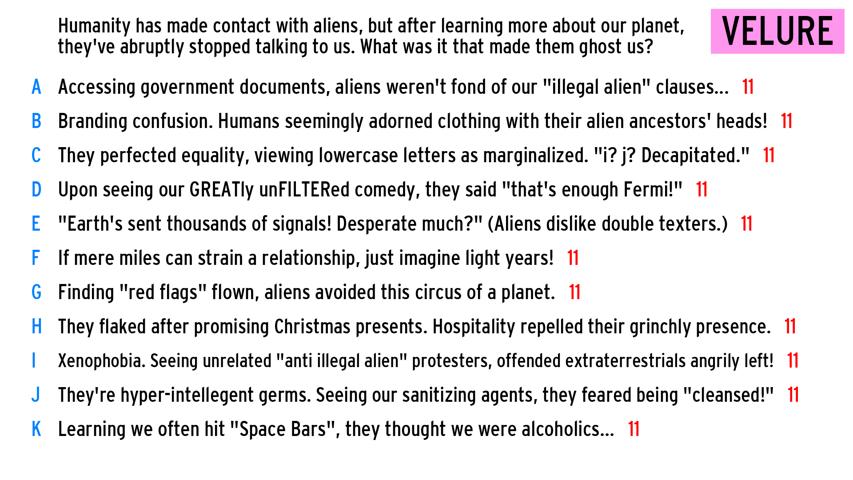 Humanity has made contact with aliens, but after learning more about our planet,
they've abruptly stopped talking to us. What was it that made them ghost us?
VELURE
A Accessing government documents, aliens weren't fond of our "illegal alien" clauses... 11
B Branding confusion. Humans seemingly adorned clothing with their alien ancestors' heads! 11
C They perfected equality, viewing lowercase letters as marginalized. "i? j? Decapitated." 11
D Upon seeing our GREATly unFILTERed comedy, they said "that's enough Fermi!" 11
E "Earth's sent thousands of signals! Desperate much?" (Aliens dislike double texters.) 11
F If mere miles can strain a relationship, just imagine light years! 11
G Finding "red flags" flown, aliens avoided this circus of a planet. 11
H They flaked after promising Christmas presents. Hospitality repelled their grinchly presence. 11
I Xenophobia. Seeing unrelated "anti illegal alien" protesters, offended extraterrestrials angrily left! 11
J They're hyper-intellegent germs. Seeing our sanitizing agents, they feared being "cleansed!" 11
K Learning we often hit "Space Bars", they thought we were alcoholics... 11